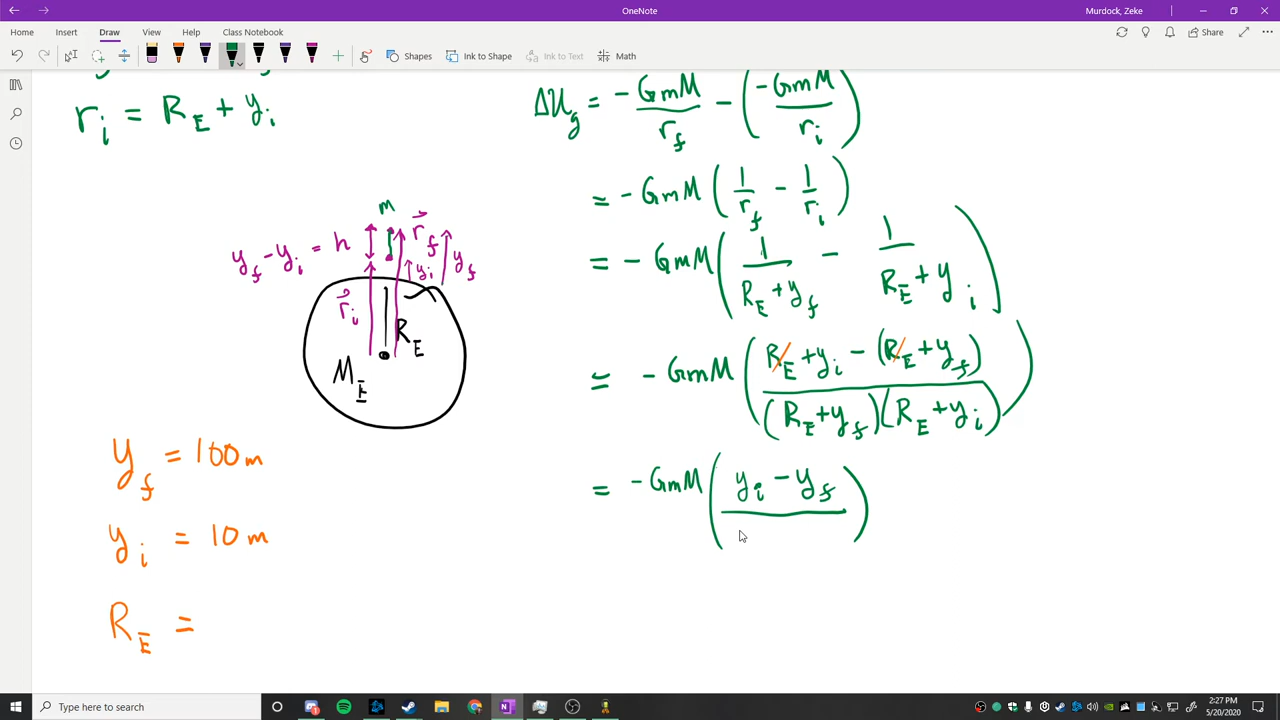 OneNote
Murdock, Zeke
Home Insert Draw View Help Class Notebook
Share
Shapes Ink to Shape Ink to Text Math
r_i = R_E + y_i
ΔU_g = -GmM/r_f - (-GmM/r_i)
= -GmM (1/r_f - 1/r_i)
= -GmM (1/(R_E + y_f) - 1/(R_E + y_i))
= -GmM ((R_E + y_i - (R_E + y_f))/((R_E + y_f)(R_E + y_i)))
= -GmM ((y_i - y_f)/ )
m
y_f - y_i = h
r_f
y_i
y_f
r_i
R_E
M_E
y_f = 100 m
y_i = 10 m
R_E =
Type here to search
2:27 PM
5/20/2020